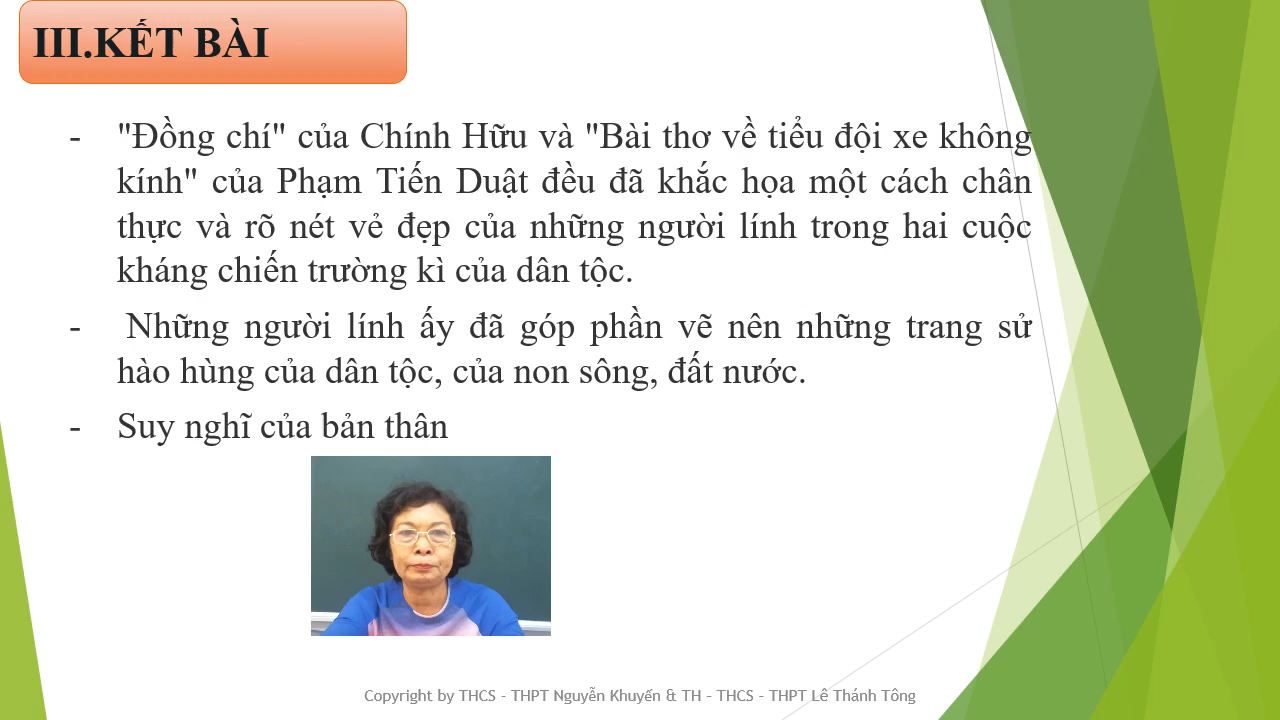 III.KẾT BÀI
- "Đồng chí" của Chính Hữu và "Bài thơ về tiểu đội xe không
kính" của Phạm Tiến Duật đều đã khắc họa một cách chân
thực và rõ nét vẻ đẹp của những người lính trong hai cuộc
kháng chiến trường kì của dân tộc.
- Những người lính ấy đã góp phần vẽ nên những trang sử
hào hùng của dân tộc, của non sông, đất nước.
- Suy nghĩ của bản thân
Copyright by THCS - THPT Nguyễn Khuyến & TH - THCS - THPT Lê Thánh Tông